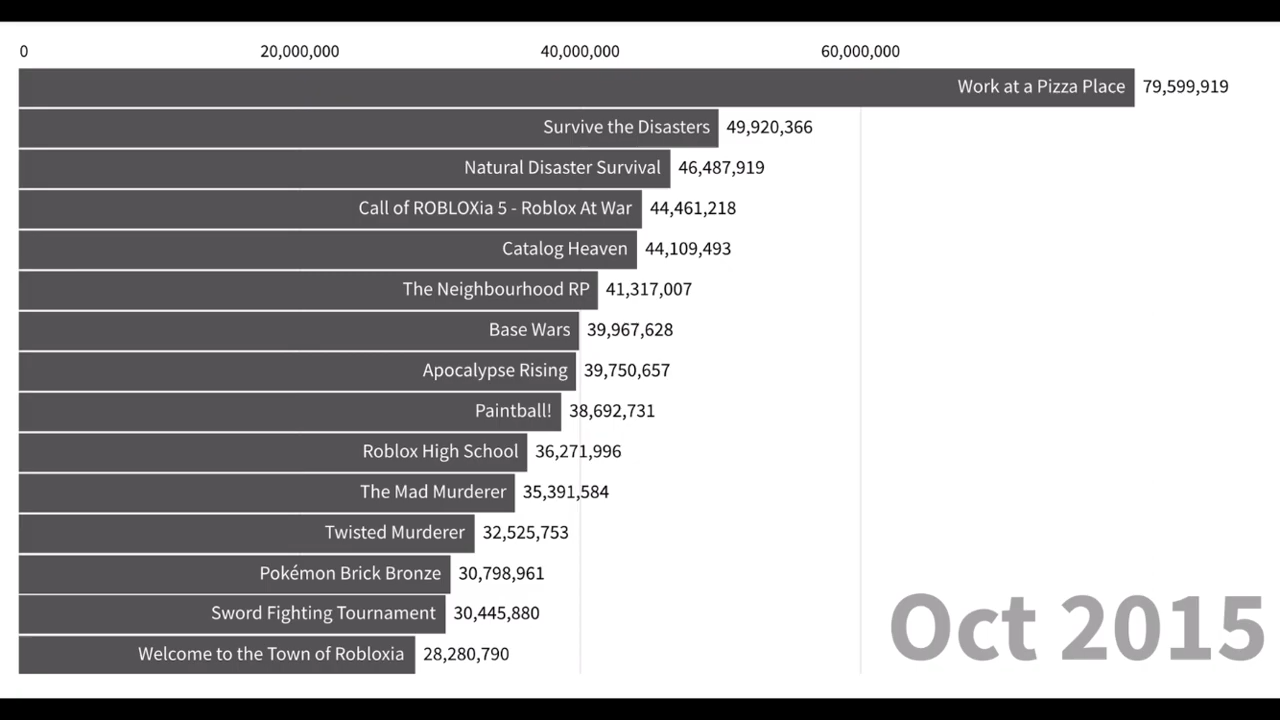 0 20,000,000 40,000,000 60,000,000
Work at a Pizza Place 79,599,919
Survive the Disasters 49,920,366
Natural Disaster Survival 46,487,919
Call of ROBLOXia 5 - Roblox At War 44,461,218
Catalog Heaven 44,109,493
The Neighbourhood RP 41,317,007
Base Wars 39,967,628
Apocalypse Rising 39,750,657
Paintball! 38,692,731
Roblox High School 36,271,996
The Mad Murderer 35,391,584
Twisted Murderer 32,525,753
Pokémon Brick Bronze 30,798,961
Sword Fighting Tournament 30,445,880
Welcome to the Town of Robloxia 28,280,790
Oct 2015